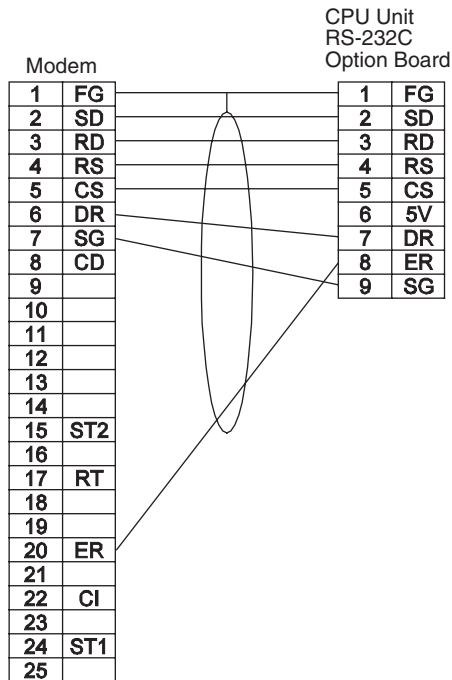 CPU Unit
RS-232C
Option Board
Modem
1 FG 1 FG
2 SD 2 SD
3 RD 3 RD
4 RS 4 RS
5 CS 5 CS
6 DR 6 5V
7 SG 7 DR
8 CD 8 ER
9 9 SG
10
11
12
13
14
15 ST2
16
17 RT
18
19
20 ER
21
22 CI
23
24 ST1
25